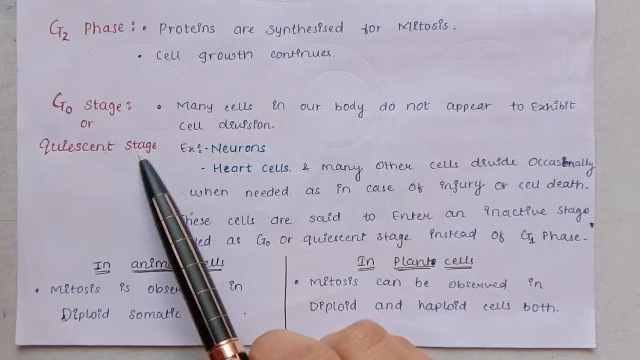 G2 Phase:- • Proteins are synthesised for Mitosis.
• Cell growth continues.
G0 Stage:- • Many cells in our body do not appear to Exhibit
or cell division.
Quiescent Stage Ex:- Neurons
- Heart cells. & many other cells divide occasionally
when needed as in case of injury or cell death.
These cells are said to Enter an inactive stage
as G0 or quiescent stage instead of G1 Phase.
In cells
• Mitosis is in
Diploid somatic
In Plants cells
• Mitosis can be observed in
Diploid and haploid cells both.